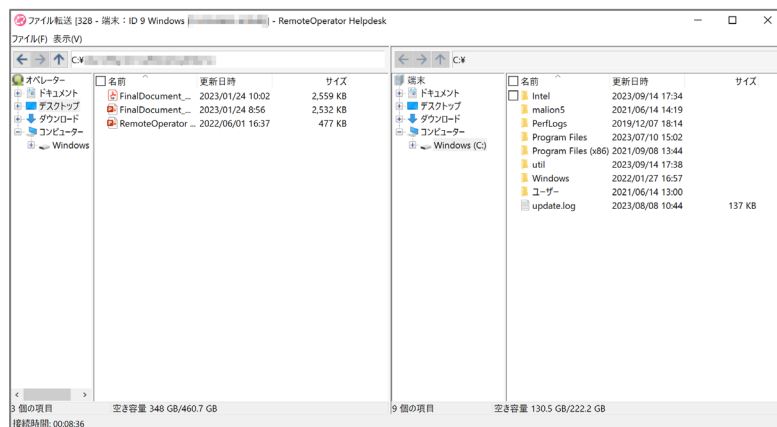 ファイル転送 [328 - 端末：ID 9 Windows ( ) - RemoteOperator Helpdesk
ファイル(F) 表示(V)
C:¥
オペレーター
ドキュメント
デスクトップ
ダウンロード
コンピューター
Windows
名前 更新日時 サイズ
FinalDocument_... 2023/01/24 10:02 2,559 KB
FinalDocument_... 2023/01/24 8:56 2,532 KB
RemoteOperator ... 2022/06/01 16:37 477 KB
3 個の項目 空き容量 348 GB/460.7 GB
C:¥
端末
ドキュメント
デスクトップ
ダウンロード
コンピューター
Windows (C:)
名前 更新日時 サイズ
Intel 2023/09/14 17:34
malion5 2021/06/14 14:19
PerfLogs 2019/12/07 18:14
Program Files 2023/07/10 15:02
Program Files (x86) 2021/09/08 13:44
util 2023/09/14 17:38
Windows 2022/01/27 16:57
ユーザー 2021/06/14 13:00
update.log 2023/08/08 10:44 137 KB
9 個の項目 空き容量 130.5 GB/222.2 GB
接続時間: 00:08:36